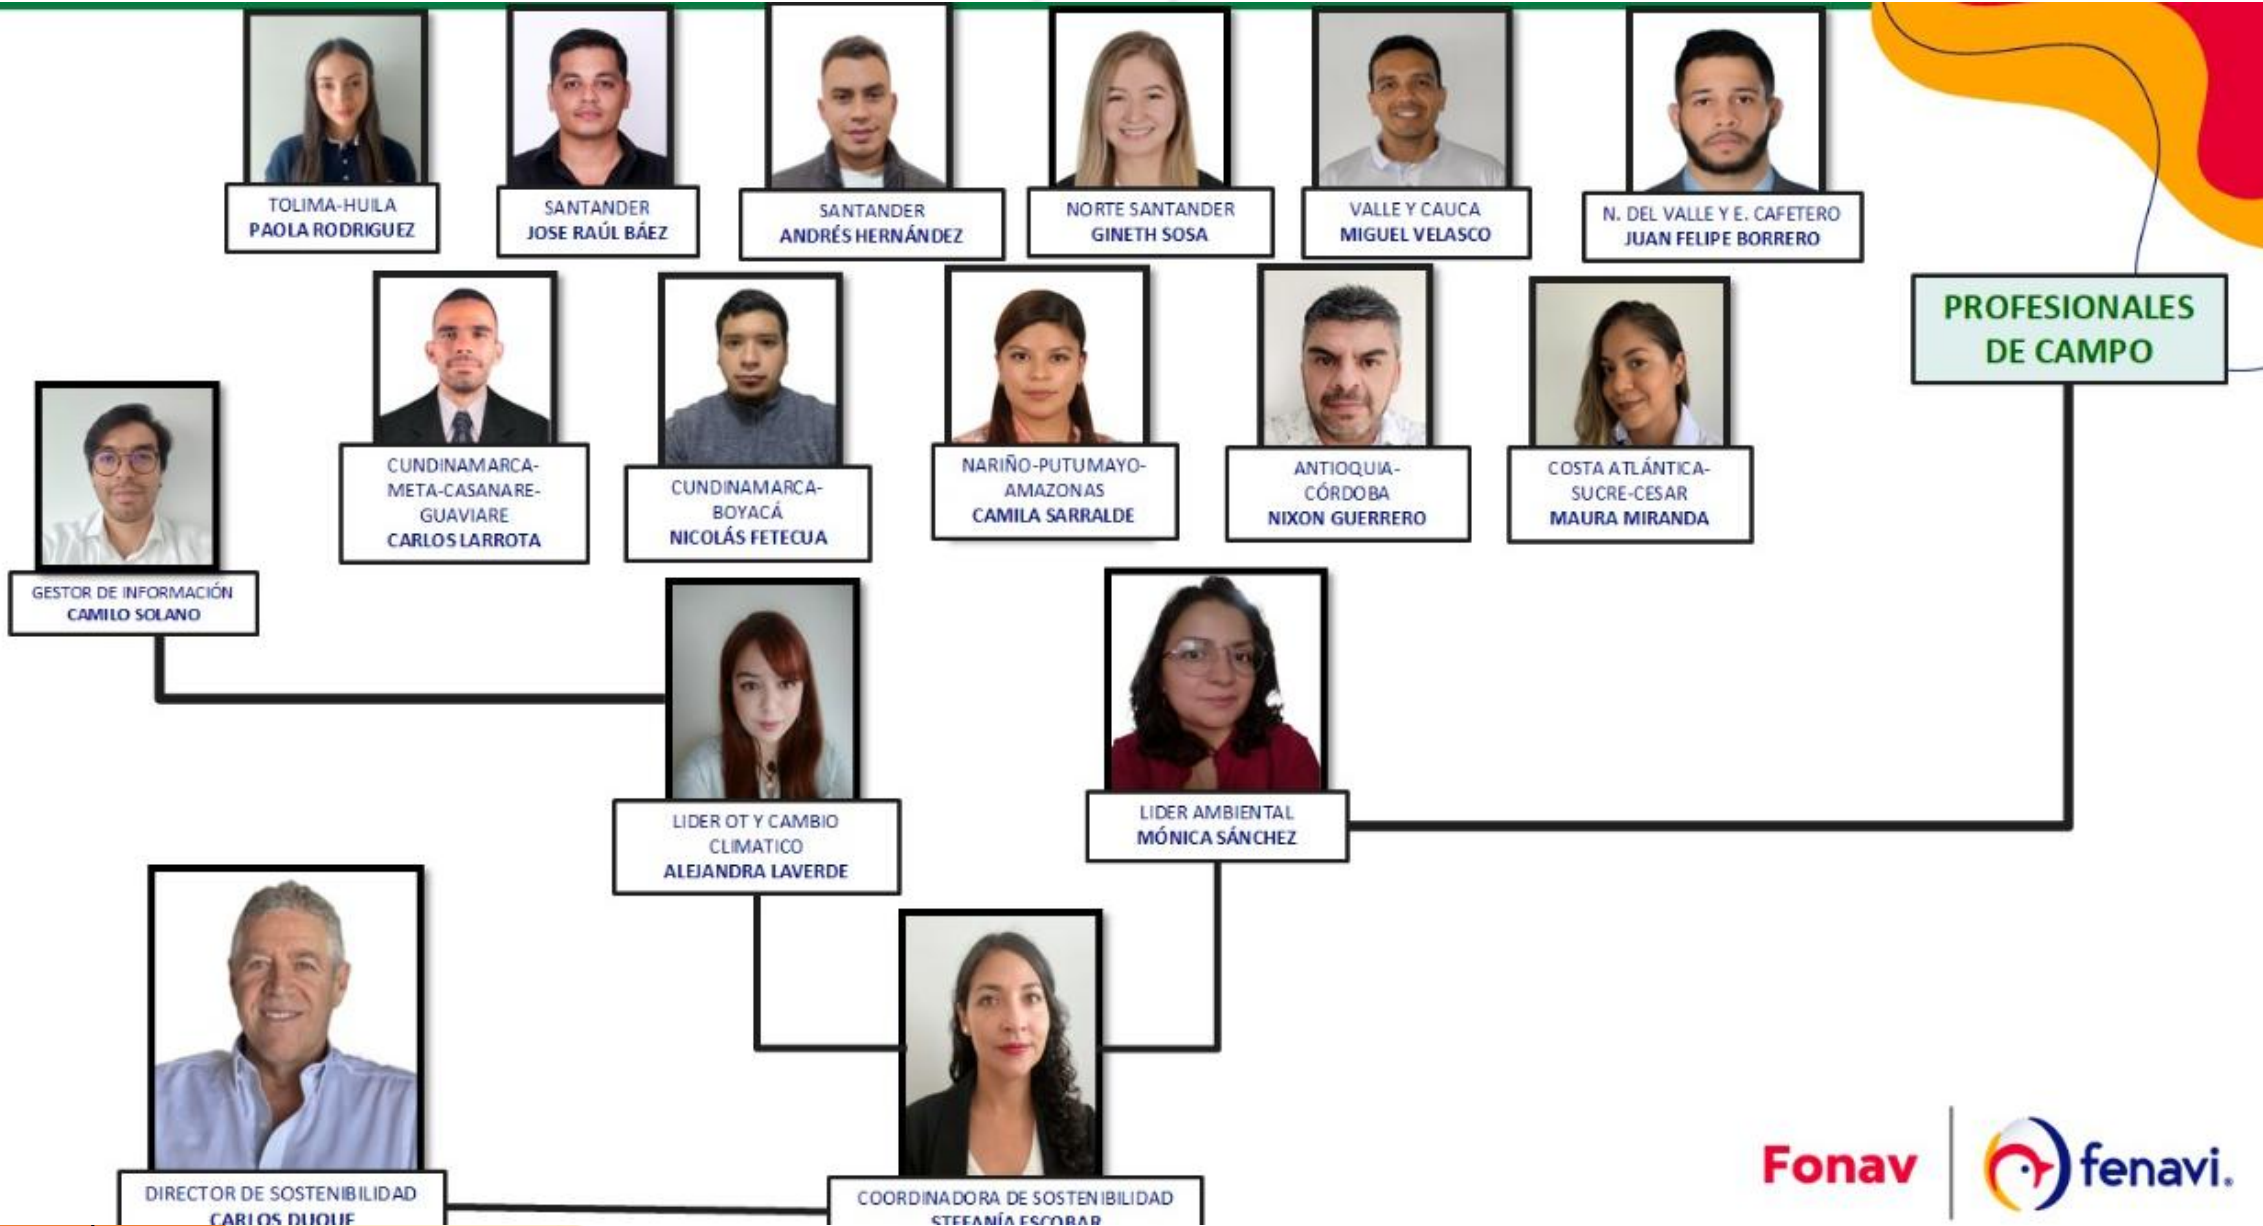 TOLIMA-HUILA
PAOLA RODRIGUEZ
SANTANDER
JOSE RAÚL BÁEZ
SANTANDER
ANDRÉS HERNÁNDEZ
NORTE SANTANDER
GINETH SOSA
VALLE Y CAUCA
MIGUEL VELASCO
N. DEL VALLE Y E. CAFETERO
JUAN FELIPE BORRERO
PROFESIONALES
DE CAMPO
CUNDINAMARCA-
META-CASANARE-
GUAVIARE
CARLOS LARROTA
CUNDINAMARCA-
BOYACÁ
NICOLÁS FETECUA
NARIÑO-PUTUMAYO-
AMAZONAS
CAMILA SARRALDE
ANTIOQUIA-
CÓRDOBA
NIXON GUERRERO
COSTA ATLÁNTICA-
SUCRE-CESAR
MAURA MIRANDA
GESTOR DE INFORMACIÓN
CAMILO SOLANO
LIDER OT Y CAMBIO
CLIMATICO
ALEJANDRA LAVERDE
LIDER AMBIENTAL
MÓNICA SÁNCHEZ
DIRECTOR DE SOSTENIBILIDAD
CARLOS DUQUE
COORDINADORA DE SOSTENIBILIDAD
STEFANÍA ESCOBAR
Fonav
fenavi.